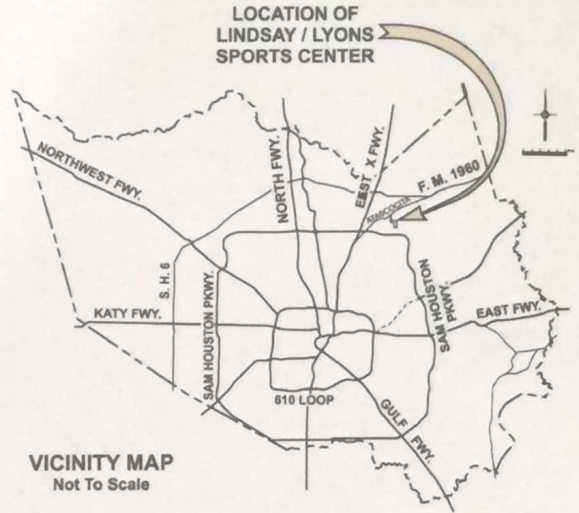 LOCATION OF
LINDSAY / LYONS
SPORTS CENTER
NORTHWEST FWY.
NORTH FWY.
EAST X FWY.
F. M. 1960
ATASCOCITA
S. H. 6
SAM HOUSTON PKWY.
KATY FWY.
SAM HOUSTON
PKWY.
EAST FWY.
610 LOOP
GULF FWY.
VICINITY MAP
Not To Scale